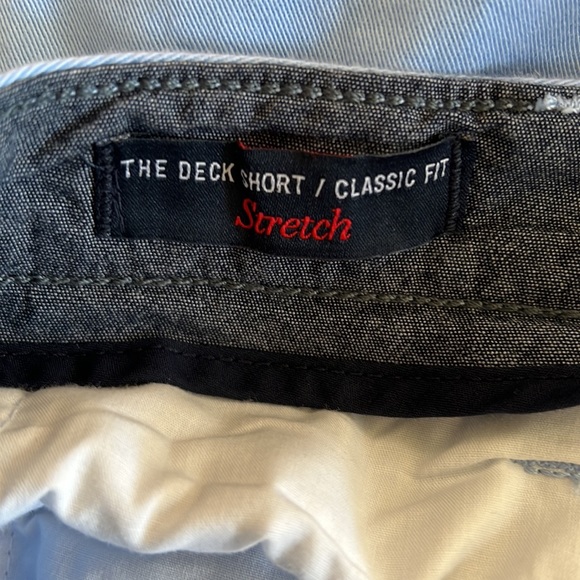 THE DECK SHORT / CLASSIC FIT
Stretch